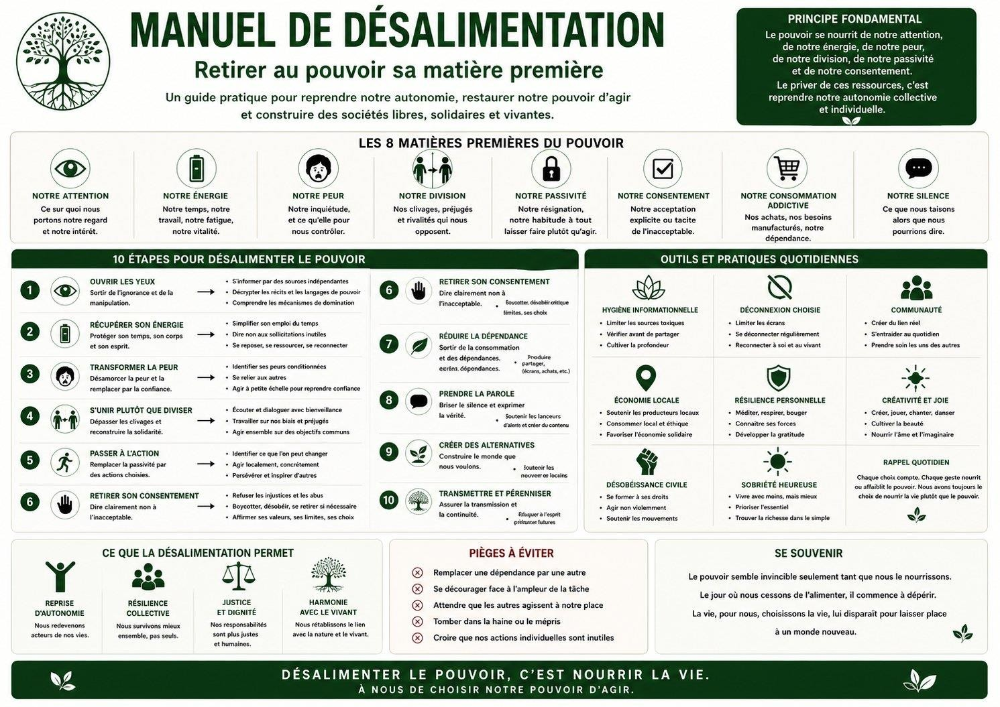 MANUEL DE DÉSALIMENTATION
Retirer au pouvoir sa matière première
Un guide pratique pour reprendre notre autonomie, restaurer notre pouvoir d'agir
et construire des sociétés libres, solidaires et vivantes.
PRINCIPE FONDAMENTAL
Le pouvoir se nourrit de notre attention,
de notre énergie, de notre peur,
de notre division, de notre passivité
et de notre consentement.
Le priver de ces ressources, c'est
reprendre notre autonomie collective
et individuelle.
LES 8 MATIÈRES PREMIÈRES DU POUVOIR
NOTRE ATTENTION
Ce sur quoi nous
portons notre regard
et notre intérêt.
NOTRE ÉNERGIE
Notre temps, notre
travail, notre fatigue,
notre vitalité.
NOTRE PEUR
Notre inquiétude,
et ce qu'elle pour
nous contrôler.
NOTRE DIVISION
Nos clivages, préjugés
et rivalités qui nous
opposent.
NOTRE PASSIVITÉ
Notre résignation,
notre habitude à tout
laisser faire plutôt qu'agir.
NOTRE CONSENTEMENT
Notre acceptation
explicite ou tacite
de l'inacceptable.
NOTRE CONSOMMATION
ADDICTIVE
Nos achats, nos besoins
manufacturés, notre
dépendance.
NOTRE SILENCE
Ce que nous taisons
alors que nous
pourrions dire.
10 ÉTAPES POUR DÉSALIMENTER LE POUVOIR
1
OUVRIR LES YEUX
Sortir de l'ignorance et de la
manipulation.
• S'informer par des sources indépendantes
• Décrypter les récits et les langages de pouvoir
• Comprendre les mécanismes de domination
2
RÉCUPÉRER SON ÉNERGIE
Protéger son temps, son corps
et son esprit.
• Simplifier son emploi du temps
• Dire non aux sollicitations inutiles
• Se reposer, se ressourcer, se reconnecter
3
TRANSFORMER LA PEUR
Désamorcer la peur et la
remplacer par la confiance.
• Identifier ses peurs conditionnées
• Se relier aux autres
• Agir à petite échelle pour reprendre confiance
4
S'UNIR PLUTÔT QUE DIVISER
Dépasser les clivages et
reconstruire la solidarité.
• Écouter et dialoguer avec bienveillance
• Travailler sur nos biais et préjugés
• Agir ensemble sur des objectifs communs
5
PASSER À L'ACTION
Remplacer la passivité par
des actions choisies.
• Identifier ce que l'on peut changer
• Agir localement, concrètement
• Persévérer et inspirer d'autres
6
RETIRER SON CONSENTEMENT
Dire clairement non à
l'inacceptable.
• Refuser les injustices et les abus
• Boycotter, désobéir, se retirer si nécessaire
• Affirmer ses valeurs, ses limites, ses choix
6
RETIRER SON CONSENTEMENT
Dire clairement non à
l'inacceptable.
• Boycotter, désobéir critique
ses choix
7
RÉDUIRE LA DÉPENDANCE
Sortir de la consommation
et des dépendances.
dépendances.
• Produire
partager,
(écrans, achats, etc.)
8
PRENDRE LA PAROLE
Briser le silence et exprimer
la vérité.
• Soutenir les lanceurs
d'alerte et créer du contenu
9
CRÉER DES ALTERNATIVES
Construire le monde que
nous voulons.
les
10
TRANSMETTRE ET PÉRENNISER
Assurer la transmission et
la continuité.
• à l'esprit
futures
OUTILS ET PRATIQUES QUOTIDIENNES
HYGIÈNE INFORMATIONNELLE
• Limiter les sources toxiques
• Vérifier avant de partager
• Cultiver la profondeur
DÉCONNEXION CHOISIE
• Limiter les écrans
• Se déconnecter régulièrement
• Reconnecter à soi et au vivant
COMMUNAUTÉ
• Créer du lien réel
• S'entraider au quotidien
• Prendre soin les uns des autres
ÉCONOMIE LOCALE
• Soutenir les producteurs locaux
• Consommer local et éthique
• Favoriser l'économie solidaire
RÉSILIENCE PERSONNELLE
• Méditer, respirer, bouger
• Connaitre ses forces
• Développer la gratitude
CRÉATIVITÉ ET JOIE
• Créer, jouer, chanter, danser
• Cultiver la beauté
• Nourrir l'âme et l'imaginaire
DÉSOBÉISSANCE CIVILE
• Se former à ses droits
• Agir non violemment
• Soutenir les mouvements
SOBRIÉTÉ HEUREUSE
• Vivre avec moins, mais mieux
• Prioriser l'essentiel
• Trouver la richesse dans le simple
RAPPEL QUOTIDIEN
Chaque choix compte. Chaque geste nourrit
ou affaiblit le pouvoir. Nous avons toujours le
choix de nourrir la vie plutôt que le pouvoir.
CE QUE LA DÉSALIMENTATION PERMET
REPRISE
D'AUTONOMIE
Nous redevenons
acteurs de nos vies.
RÉSILIENCE
COLLECTIVE
Nous survivons mieux
ensemble, pas seuls.
JUSTICE
ET DIGNITÉ
Nos responsabilités
sont plus justes
et humaines.
HARMONIE
AVEC LE VIVANT
Nous rétablissons le lien
avec la nature et le vivant.
PIÈGES À ÉVITER
Remplacer une dépendance par une autre
Se décourager face à l'ampleur de la tâche
Attendre que les autres agissent à notre place
Tomber dans la haine ou le mépris
Croire que nos actions individuelles sont inutiles
SE SOUVENIR
Le pouvoir semble invincible seulement tant que nous le nourrissons.
Le jour où nous cessons de l'alimenter, il commence à dépérir.
La vie, pour nous, choisissons la vie, lui disparaît pour laisser place
à un monde nouveau.
DÉSALIMENTER LE POUVOIR, C'EST NOURRIR LA VIE.
À NOUS DE CHOISIR NOTRE POUVOIR D'AGIR.